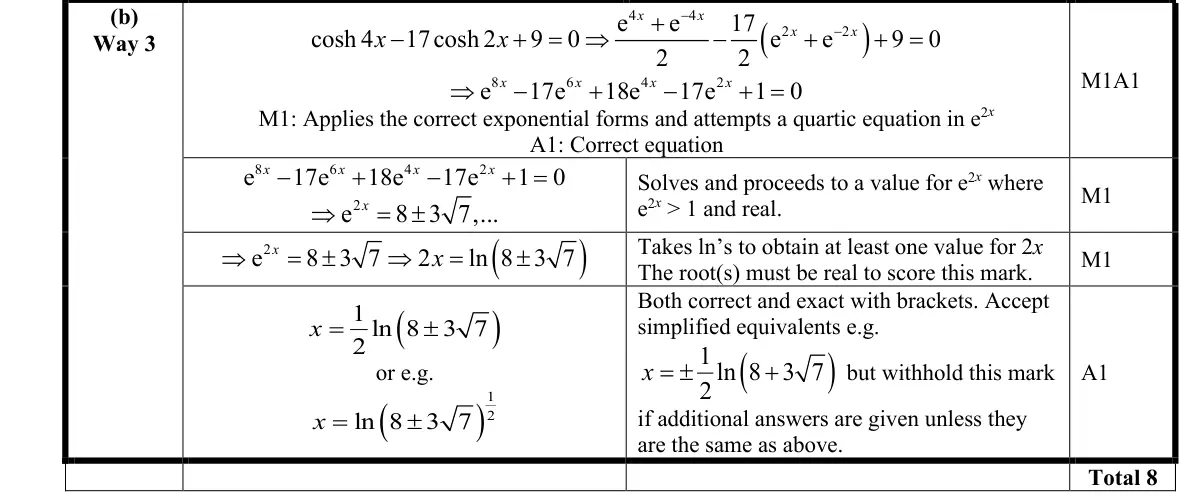 (b)
Way 3
cosh 4x − 17 cosh 2x + 9 = 0 ⇒ (e^{4x} + e^{−4x})/2 − 17/2 (e^{2x} + e^{−2x}) + 9 = 0
⇒ e^{8x} − 17e^{6x} + 18e^{4x} − 17e^{2x} + 1 = 0
M1: Applies the correct exponential forms and attempts a quartic equation in e^{2x}
A1: Correct equation
M1A1
e^{8x} − 17e^{6x} + 18e^{4x} − 17e^{2x} + 1 = 0
⇒ e^{2x} = 8 ± 3√7,...
Solves and proceeds to a value for e^{2x} where
e^{2x} > 1 and real.
M1
⇒ e^{2x} = 8 ± 3√7 ⇒ 2x = ln(8 ± 3√7)
Takes ln’s to obtain at least one value for 2x
The root(s) must be real to score this mark.
M1
x = 1/2 ln(8 ± 3√7)
or e.g.
x = ln(8 ± 3√7)^{1/2}
Both correct and exact with brackets. Accept
simplified equivalents e.g.
x = ± 1/2 ln(8 + 3√7) but withhold this mark
if additional answers are given unless they
are the same as above.
A1
Total 8